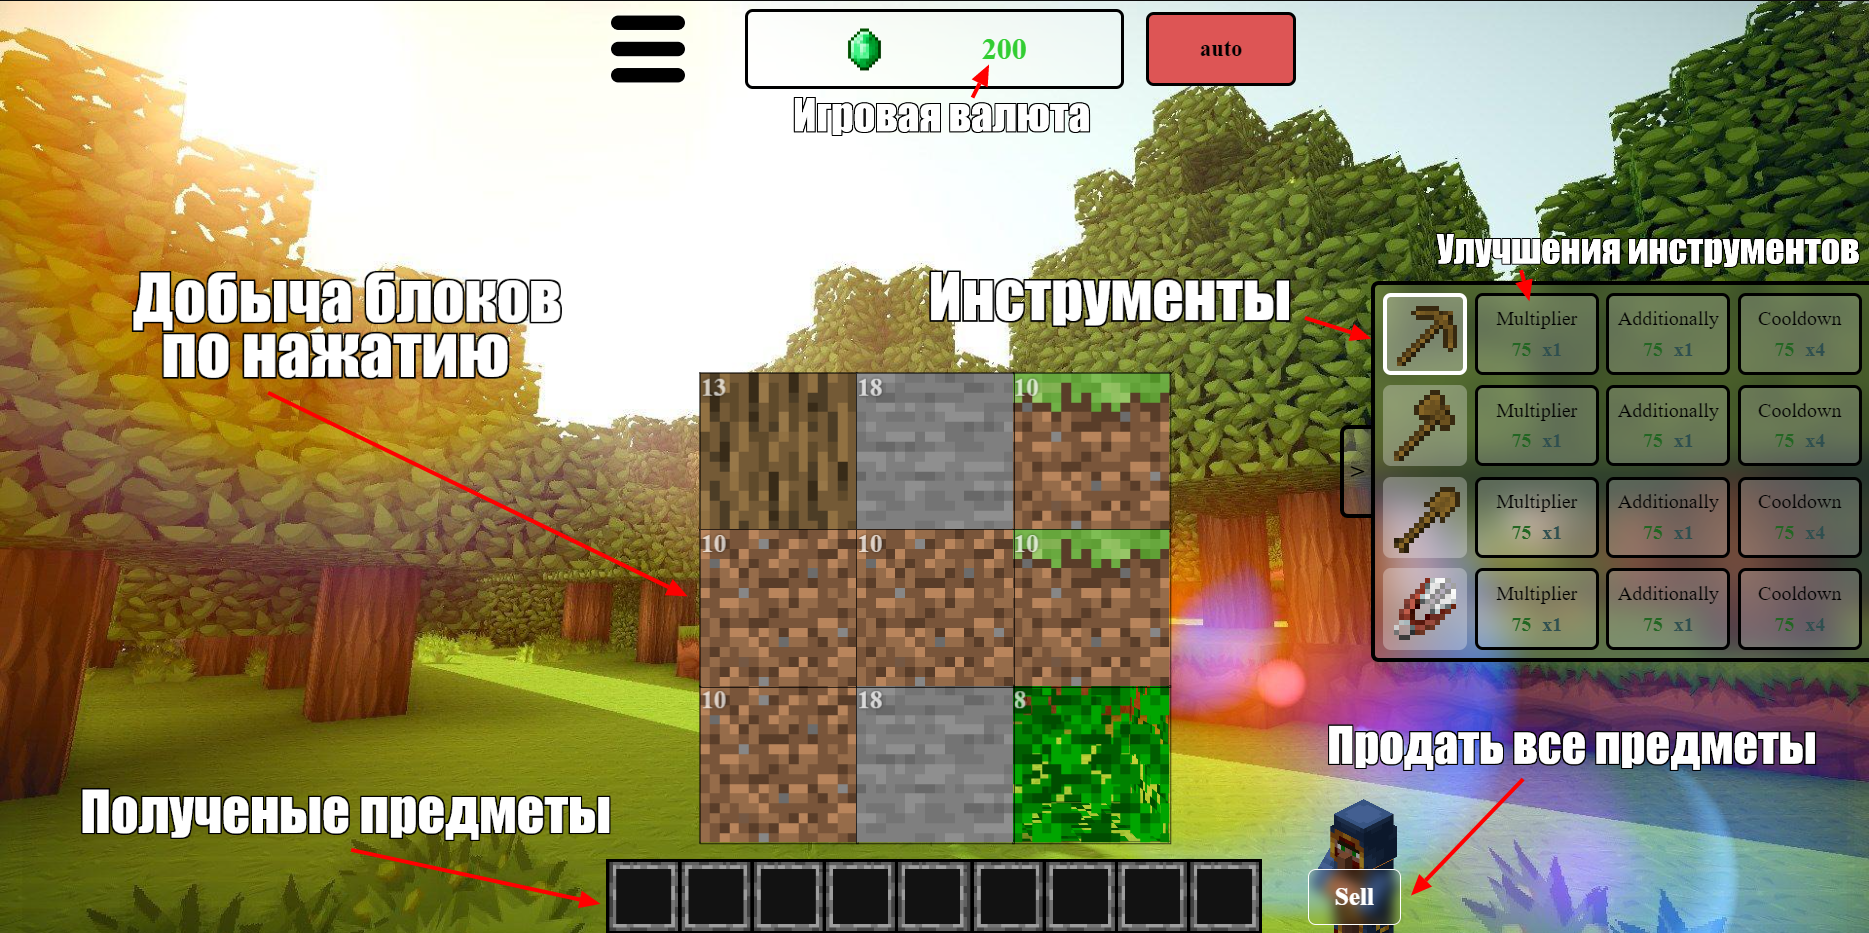 200
auto
Игровая валюта
Улучшения инструментов
Добыча блоков
по нажатию
Инструменты
Multiplier Additionally Cooldown
75 x1 75 x1 75 x4
Multiplier Additionally Cooldown
75 x1 75 x1 75 x4
>
Multiplier Additionally Cooldown
75 x1 75 x1 75 x4
Multiplier Additionally Cooldown
75 x1 75 x1 75 x4
13 18 10
10 10 10
10 18 8
Продать все предметы
Полученые предметы
Sell